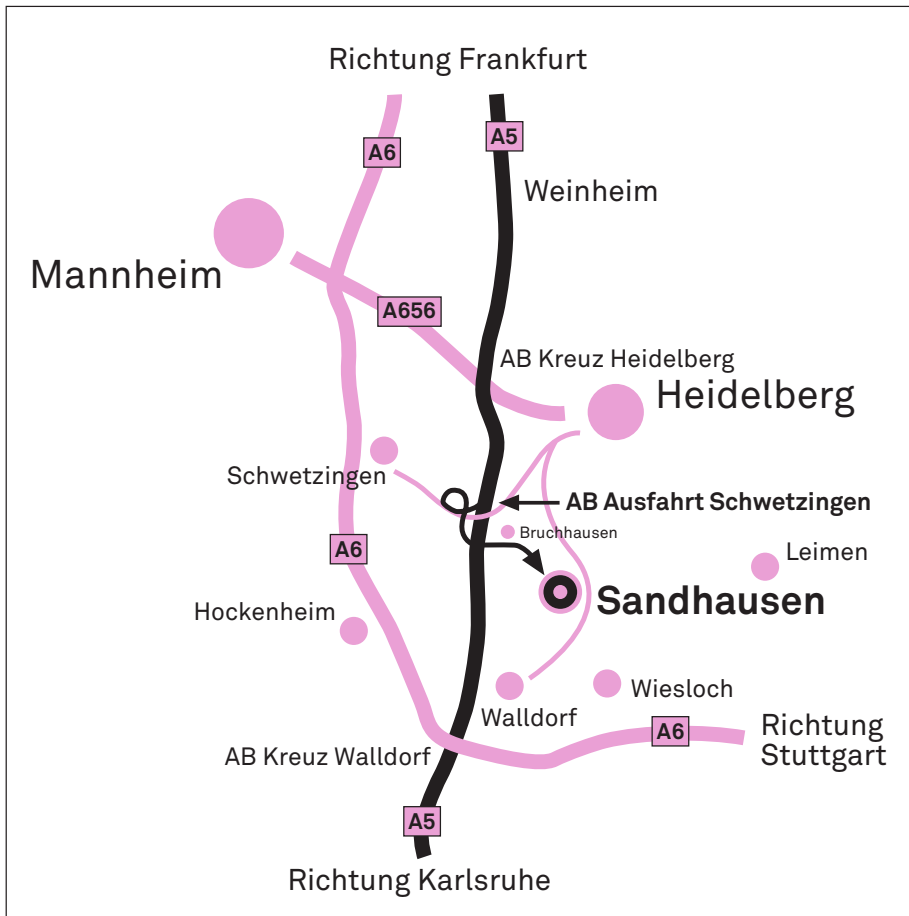 Richtung Frankfurt
A6
A5
Weinheim
Mannheim
A656
AB Kreuz Heidelberg
Heidelberg
Schwetzingen
AB Ausfahrt Schwetzingen
Bruchhausen
A6
Leimen
Sandhausen
Hockenheim
Wiesloch
Walldorf
A6
Richtung
Stuttgart
AB Kreuz Walldorf
A5
Richtung Karlsruhe